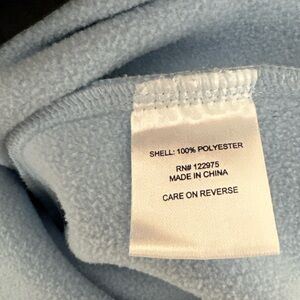 SHELL: 100% POLYESTER
RN# 122975
MADE IN CHINA
CARE ON REVERSE